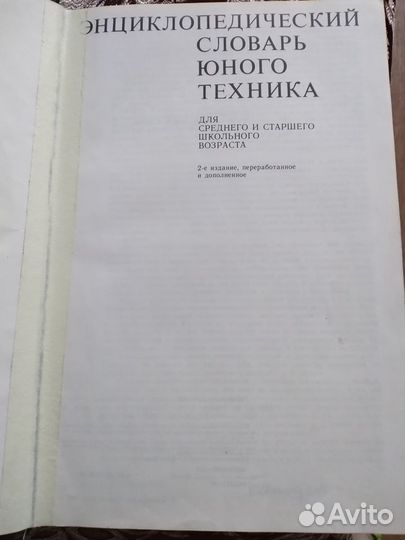 ЭНЦИКЛОПЕДИЧЕСКИЙ
СЛОВАРЬ
ЮНОГО
ТЕХНИКА
ДЛЯ
СРЕДНЕГО И СТАРШЕГО
ШКОЛЬНОГО
ВОЗРАСТА
2-е издание, переработанное
и дополненное
Avito